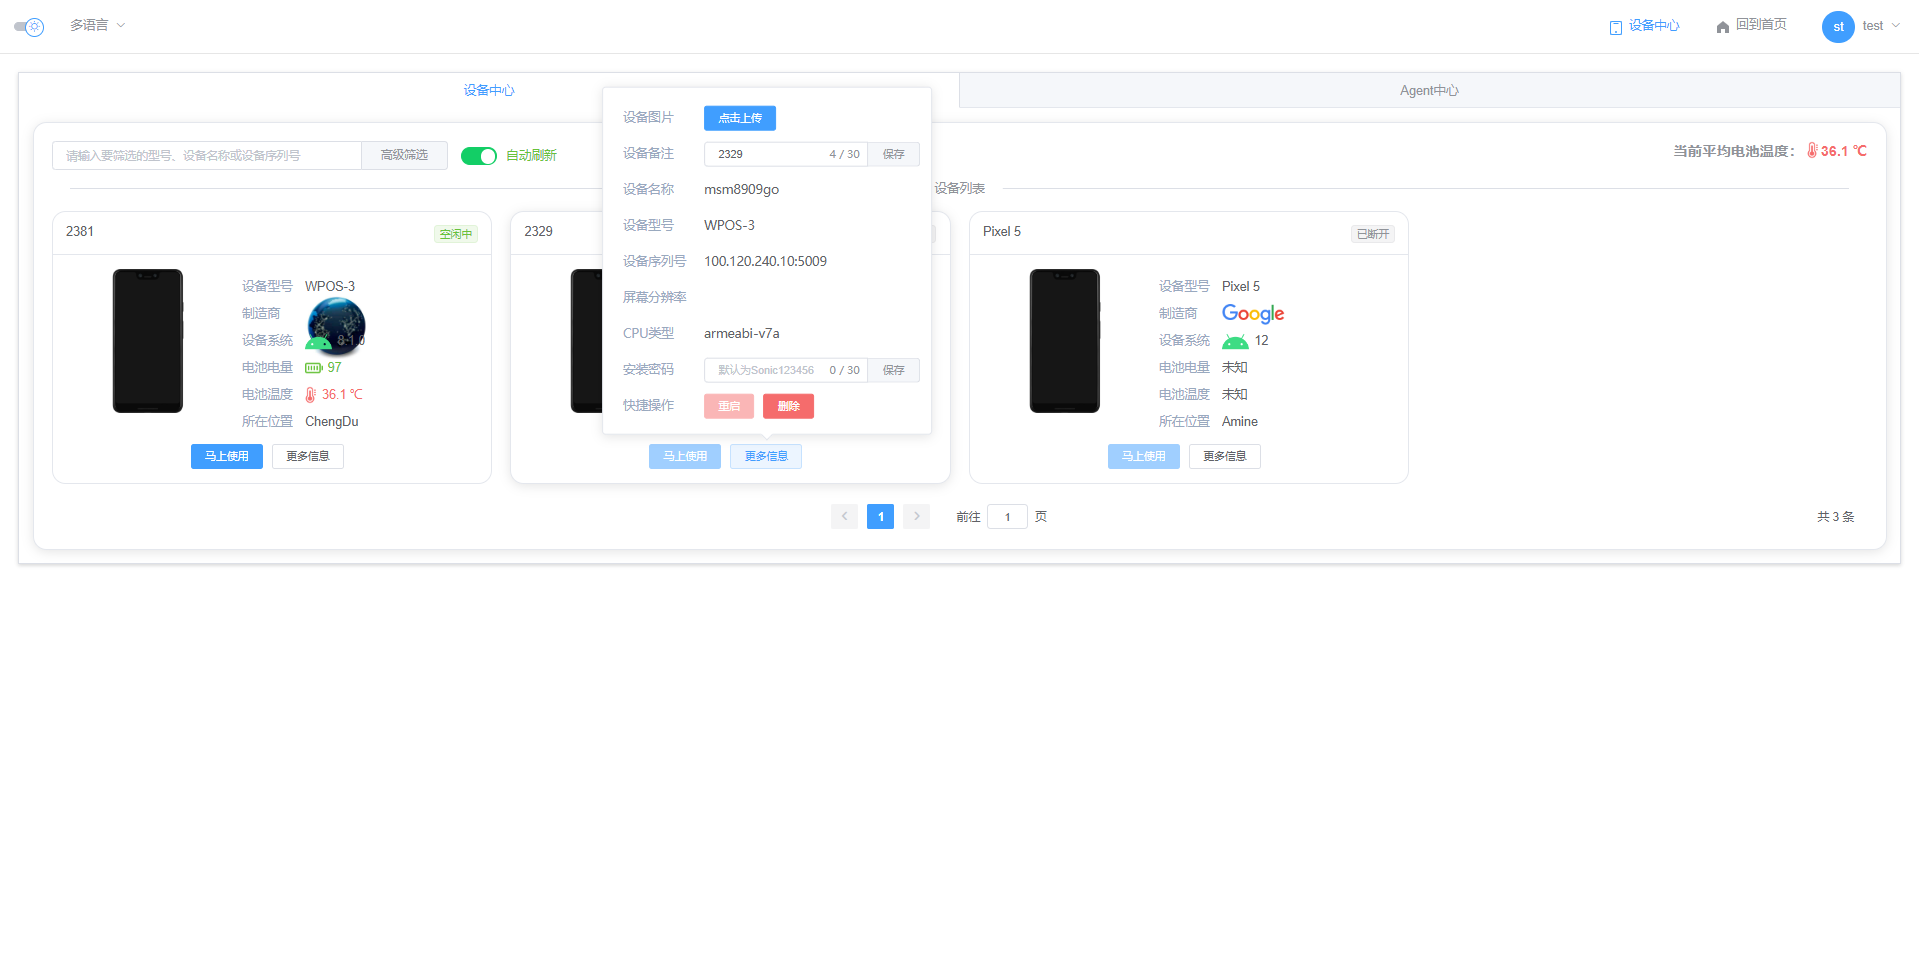 多语言
设备中心
回到首页
st
test
设备中心
Agent中心
请输入要筛选的型号、设备名称或设备序列号
高级筛选
自动刷新
当前平均电池温度：
36.1 ℃
设备列表
2381
空闲中
设备型号 WPOS-3
制造商
设备系统 8.1.0
电池电量 97
电池温度 36.1 ℃
所在位置 ChengDu
马上使用
更多信息
2329
设备图片 点击上传
设备备注 2329 4 / 30 保存
设备名称 msm8909go
设备型号 WPOS-3
设备序列号 100.120.240.10:5009
屏幕分辨率
CPU类型 armeabi-v7a
安装密码 默认为Sonic123456 0 / 30 保存
快捷操作 重启 删除
马上使用
更多信息
Pixel 5
已断开
设备型号 Pixel 5
制造商 Google
设备系统 12
电池电量 未知
电池温度 未知
所在位置 Amine
马上使用
更多信息
1
前往 1 页
共 3 条